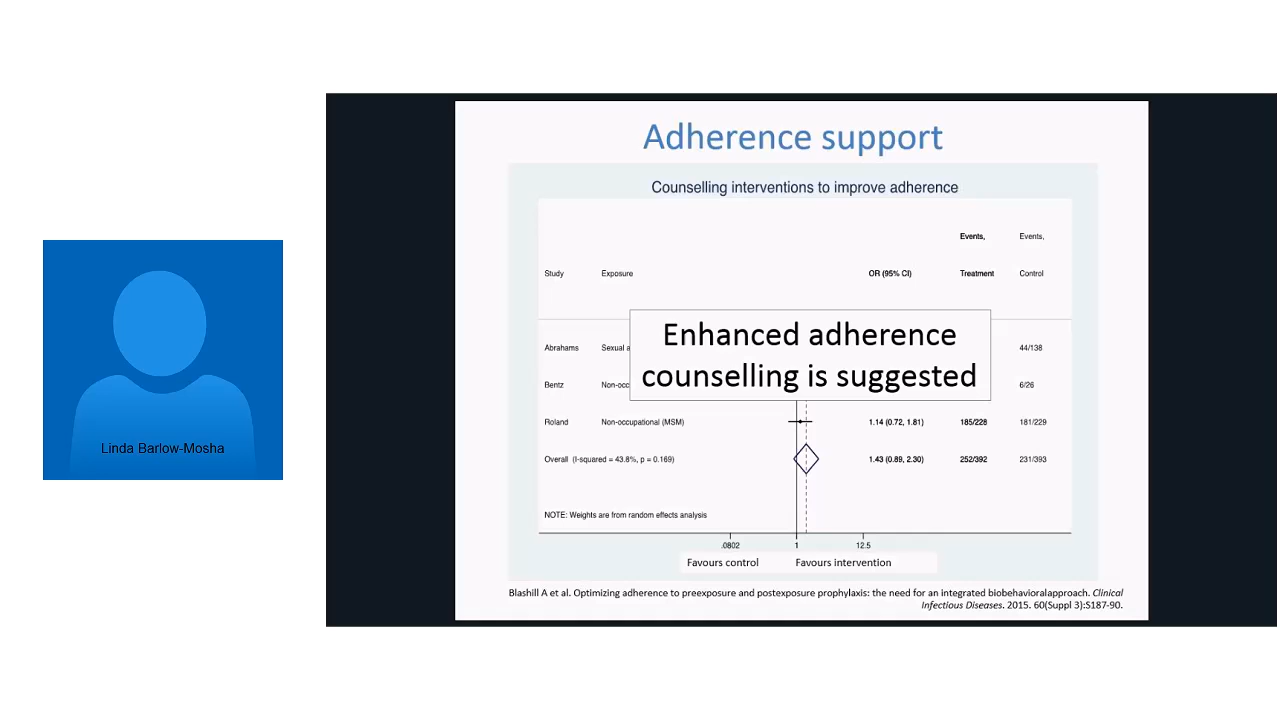 Adherence support
Counselling interventions to improve adherence
Events, Events,
Study Exposure OR (95% CI) Treatment Control
Enhanced adherence
counselling is suggested
Abrahams Sexual a 44/138
Bentz Non-occ 6/26
Roland Non-occupational (MSM) 1.14 (0.72, 1.81) 185/228 181/229
Overall (I-squared = 43.8%, p = 0.169) 1.43 (0.89, 2.30) 252/392 231/393
Linda Barlow-Mosha
NOTE: Weights are from random effects analysis
.0802 1 12.5
Favours control Favours intervention
Blashill A et al. Optimizing adherence to preexposure and postexposure prophylaxis: the need for an integrated biobehavioralapproach. Clinical
Infectious Diseases. 2015. 60(Suppl 3):S187-90.